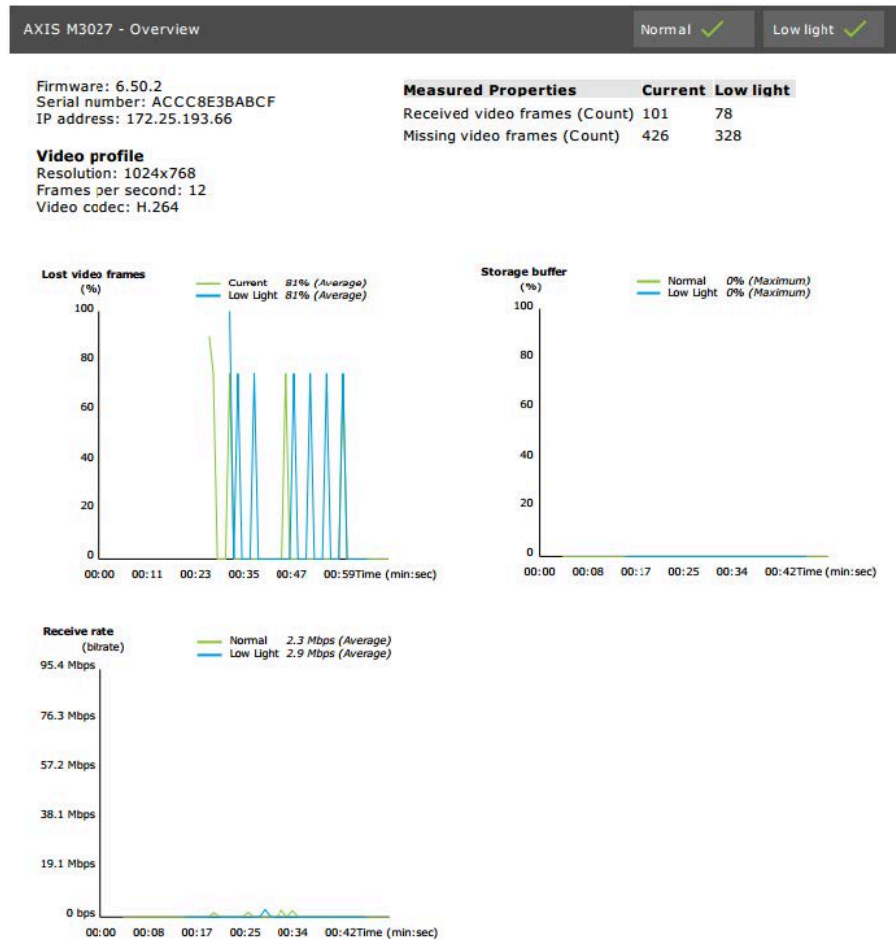 AXIS M3027 - Overview
Normal
Low light
Firmware: 6.50.2
Serial number: ACCC8E3BABCF
IP address: 172.25.193.66
Video profile
Resolution: 1024x768
Frames per second: 12
Video codec: H.264
Measured Properties Current Low light
Received video frames (Count) 101 78
Missing video frames (Count) 426 328
Lost video frames
(%)
Current 81% (Average)
Low Light 81% (Average)
100
80
60
40
20
0
00:00 00:11 00:23 00:35 00:47 00:59Time (min:sec)
Storage buffer
(%)
Normal 0% (Maximum)
Low Light 0% (Maximum)
100
80
60
40
20
0
00:00 00:08 00:17 00:25 00:34 00:42Time (min:sec)
Receive rate
(bitrate)
Normal 2.3 Mbps (Average)
Low Light 2.9 Mbps (Average)
95.4 Mbps
76.3 Mbps
57.2 Mbps
38.1 Mbps
19.1 Mbps
0 bps
00:00 00:08 00:17 00:25 00:34 00:42Time (min:sec)